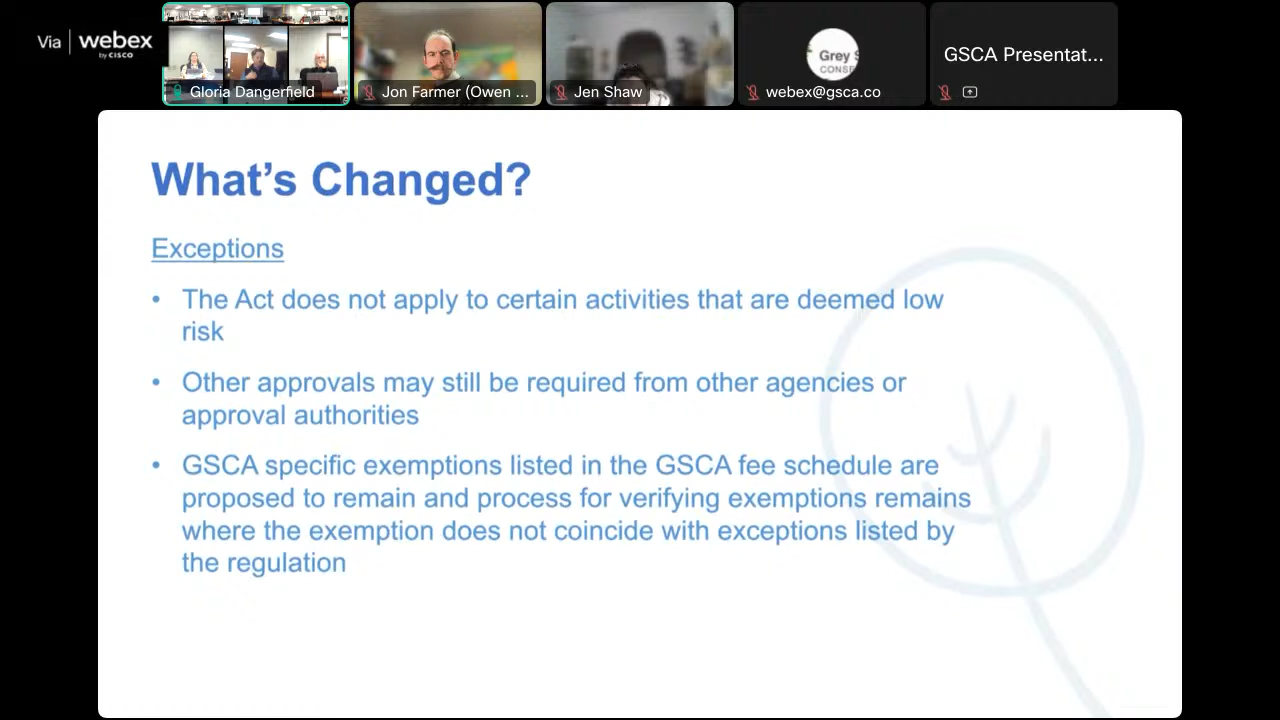 Via webex
by CISCO
Gloria Dangerfield
Jon Farmer (Owen ...
Jen Shaw
Grey S
CONSE
webex@gsca.co
GSCA Presentat...
What's Changed?
Exceptions
• The Act does not apply to certain activities that are deemed low
risk
• Other approvals may still be required from other agencies or
approval authorities
• GSCA specific exemptions listed in the GSCA fee schedule are
proposed to remain and process for verifying exemptions remains
where the exemption does not coincide with exceptions listed by
the regulation